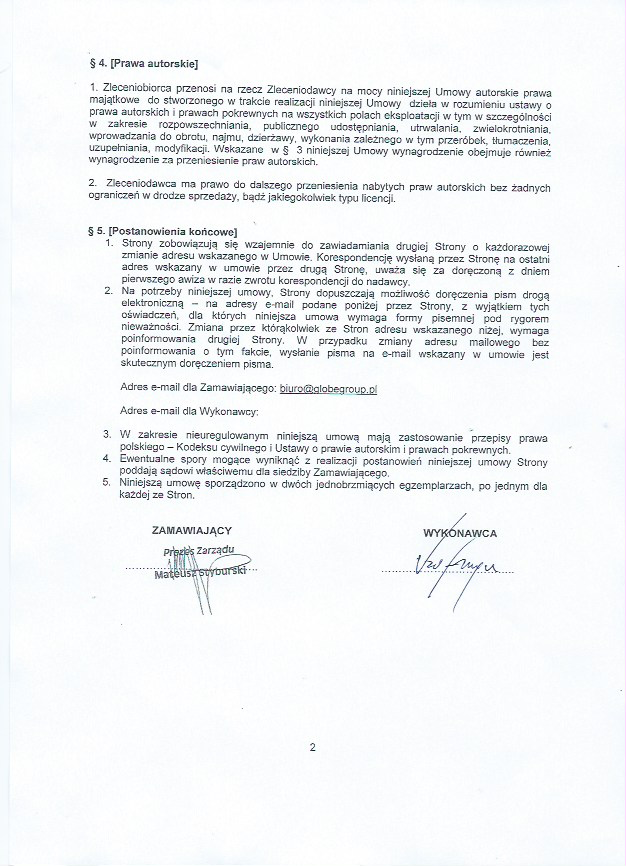 § 4. [Prawa autorskie]
1. Zleceniobiorca przenosi na rzecz Zleceniodawcy na mocy niniejszej Umowy autorskie prawa
majątkowe do stworzonego w trakcie realizacji niniejszej Umowy dzieła w rozumieniu ustawy o
prawa autorskich i prawach pokrewnych na wszystkich polach eksploatacji w tym w szczególności
w zakresie rozpowszechniania, publicznego udostępniania, utrwalania, zwielokrotniania,
wprowadzania do obrotu, najmu, dzierżawy, wykonania zależnego w tym przeróbek, tłumaczenia,
uzupełniania, modyfikacji. Wskazane w § 3 niniejszej Umowy wynagrodzenie obejmuje również
wynagrodzenie za przeniesienie praw autorskich.
2. Zleceniodawca ma prawo do dalszego przeniesienia nabytych praw autorskich bez żadnych
ograniczeń w drodze sprzedaży, bądź jakiegokolwiek typu licencji.
§ 5. [Postanowienia końcowe]
1. Strony zobowiązują się wzajemnie do zawiadamiania drugiej Strony o każdorazowej
zmianie adresu wskazanego w Umowie. Korespondencję wysłaną przez Stronę na ostatni
adres wskazany w umowie przez drugą Stronę, uważa się za doręczoną z dniem
pierwszego awiza w razie zwrotu korespondencji do nadawcy.
2. Na potrzeby niniejszej umowy, Strony dopuszczają możliwość doręczenia pism drogą
elektroniczną – na adresy e-mail podane poniżej przez Strony, z wyjątkiem tych
oświadczeń, dla których niniejsza umowa wymaga formy pisemnej pod rygorem
nieważności. Zmiana przez którąkolwiek ze Stron adresu wskazanego niżej, wymaga
poinformowania drugiej Strony. W przypadku zmiany adresu mailowego bez
poinformowania o tym fakcie, wysłanie pisma na e-mail wskazany w umowie jest
skutecznym doręczeniem pisma.
Adres e-mail dla Zamawiającego: biuro@globegroup.pl
Adres e-mail dla Wykonawcy:
3. W zakresie nieuregulowanym niniejszą umową mają zastosowanie przepisy prawa
polskiego – Kodeksu cywilnego i Ustawy o prawie autorskim i prawach pokrewnych.
4. Ewentualne spory mogące wyniknąć z realizacji postanowień niniejszej umowy Strony
poddają sądowi właściwemu dla siedziby Zamawiającego.
5. Niniejszą umowę sporządzono w dwóch jednobrzmiących egzemplarzach, po jednym dla
każdej ze Stron.
ZAMAWIAJĄCY
WYKONAWCA
Prezes Zarządu
Mateusz Styburski
2